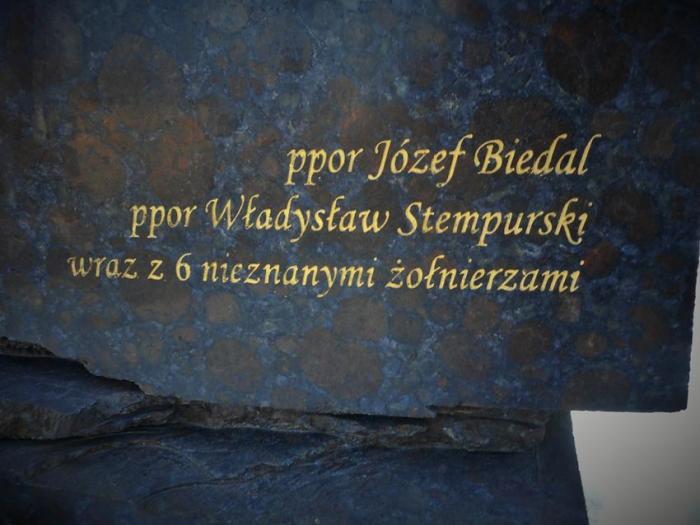 ppor Józef Biedal
ppor Władysław Stempurski
wraz z 6 nieznanymi żołnierzami